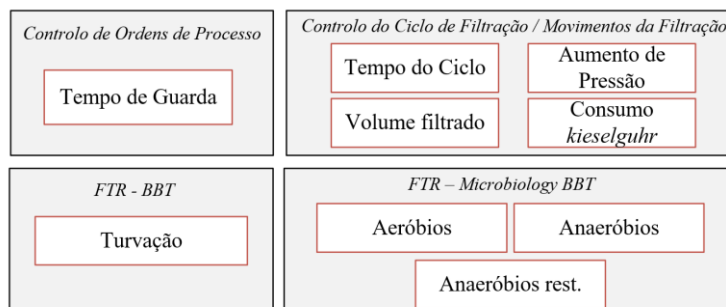 Controlo de Ordens de Processo
Tempo de Guarda
Controlo do Ciclo de Filtração / Movimentos da Filtração
Tempo do Ciclo
Aumento de
Pressão
Volume filtrado
Consumo
kieselguhr
FTR - BBT
Turvação
FTR – Microbiology BBT
Aeróbios
Anaeróbios
Anaeróbios rest.